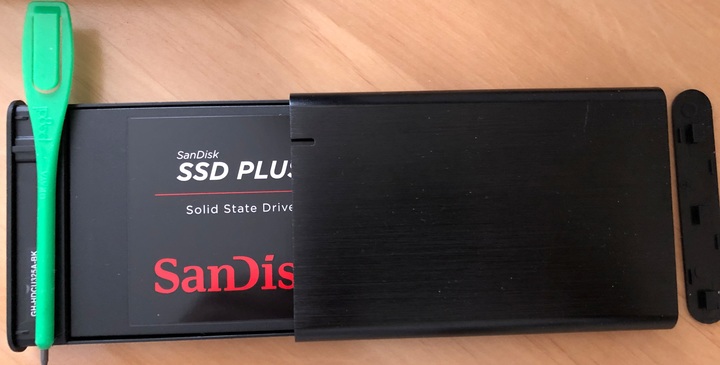 SanDisk
SSD PLUS
Solid State Drive
SanDis